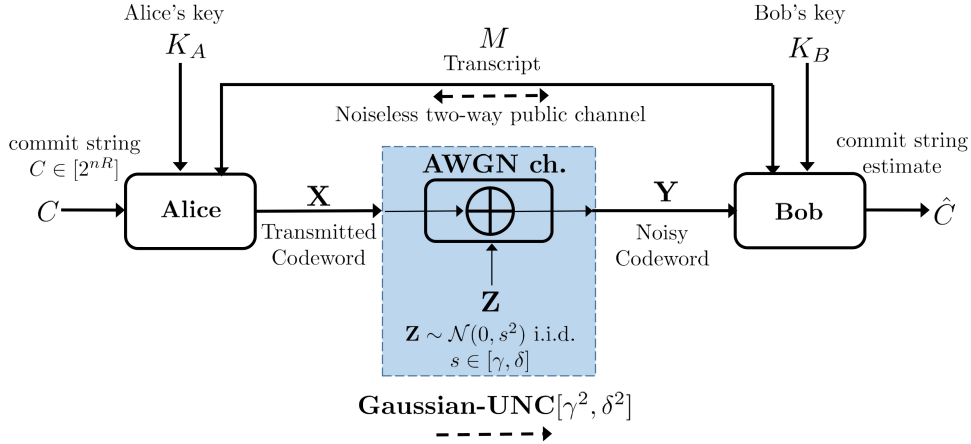 Alice's key
K_A
Bob's key
K_B
M
Transcript
Noiseless two-way public channel
commit string
C ∈ [2^{nR}]
commit string
estimate
AWGN ch.
C
Alice
X
Transmitted
Codeword
Y
Noisy
Codeword
Bob
Ĉ
Z
Z ∼ 𝒩(0, s²) i.i.d.
s ∈ [γ, δ]
Gaussian-UNC[γ², δ²]